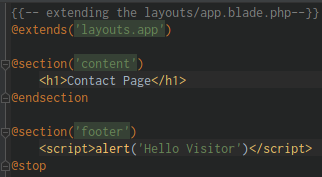 {{-- extending the layouts/app.blade.php--}}
@extends('layouts.app')
@section('content')
<h1>Contact Page</h1>
@endsection
@section('footer')
<script>alert('Hello Visitor')</script>
@stop